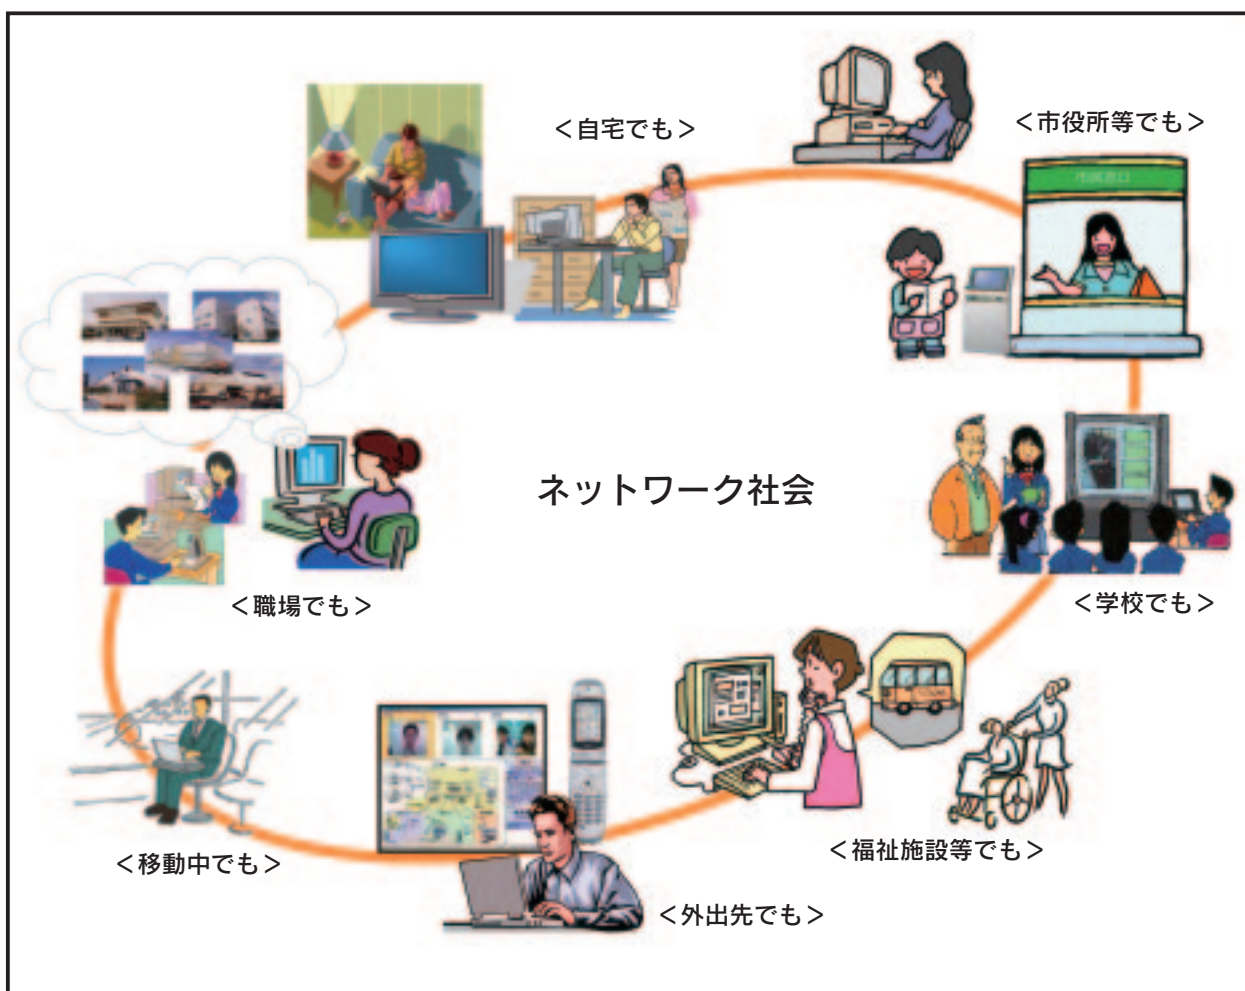 ＜自宅でも＞
＜市役所等でも＞
ネットワーク社会
＜職場でも＞
＜学校でも＞
＜移動中でも＞
＜福祉施設等でも＞
＜外出先でも＞